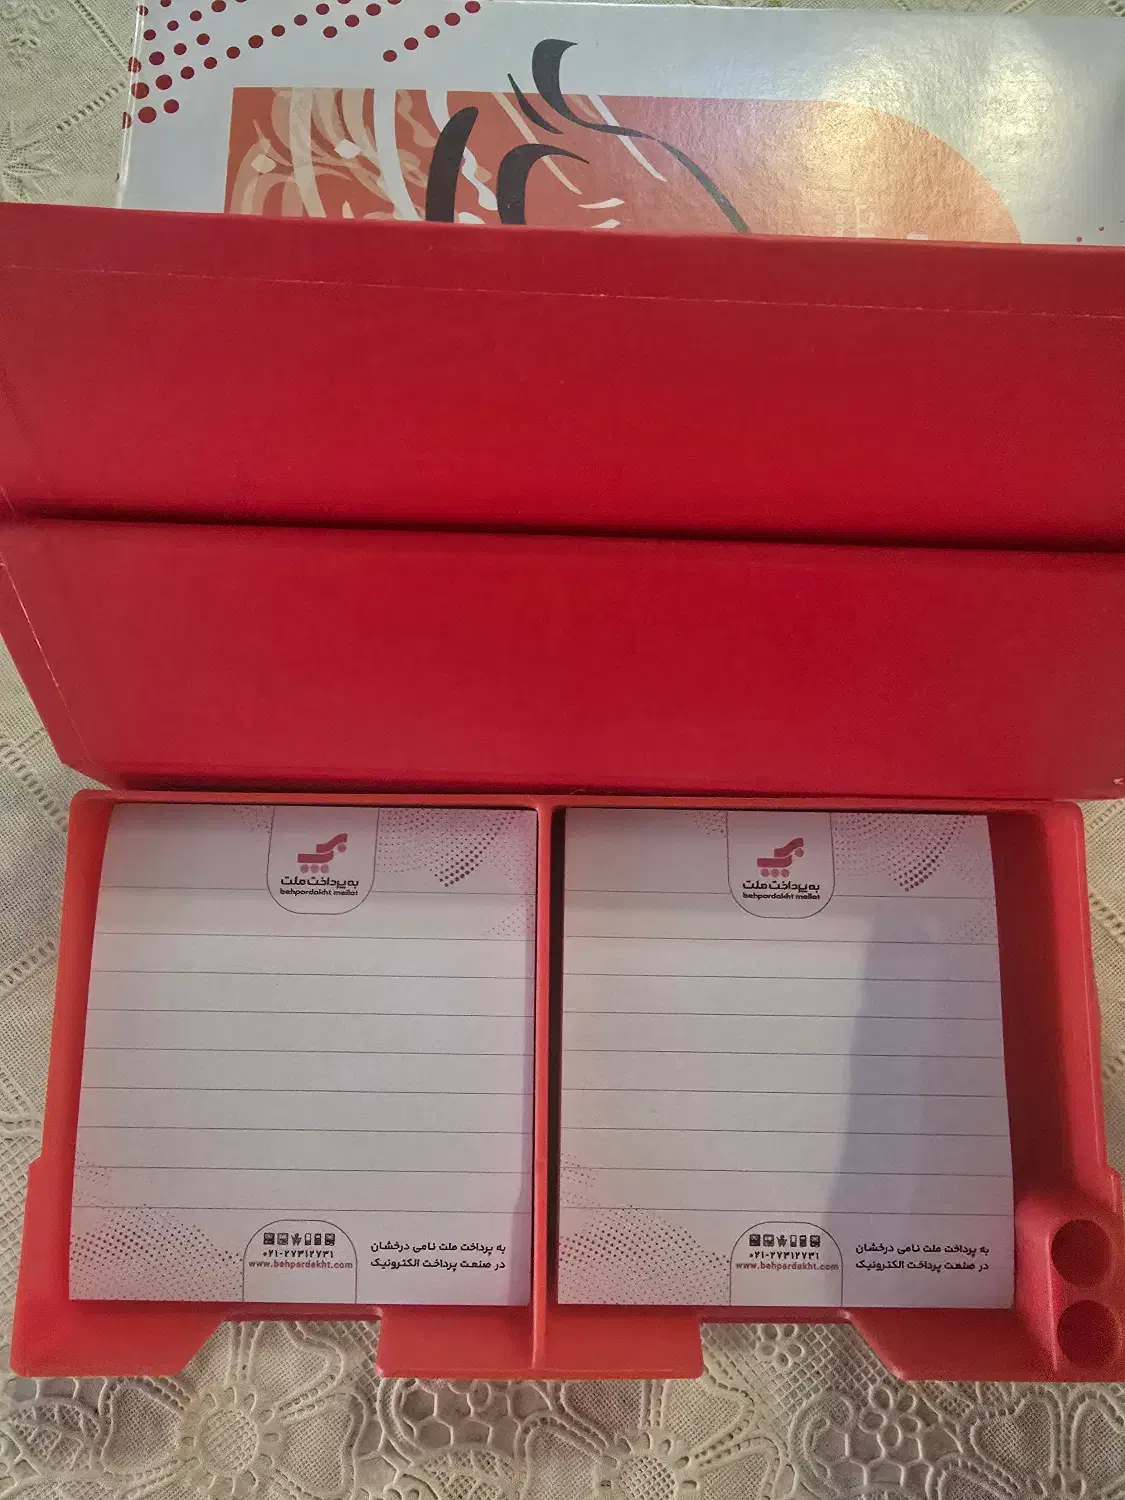 به پرداخت ملت
behpardakht mellat
۰۲۱-۲۷۳۱۲۷۳۱
www.behpardakht.com
به پرداخت ملت نامی درخشان
در صنعت پرداخت الکترونیک
به پرداخت ملت
behpardakht mellat
۰۲۱-۲۷۳۱۲۷۳۱
www.behpardakht.com
به پرداخت ملت نامی درخشان
در صنعت پرداخت الکترونیک